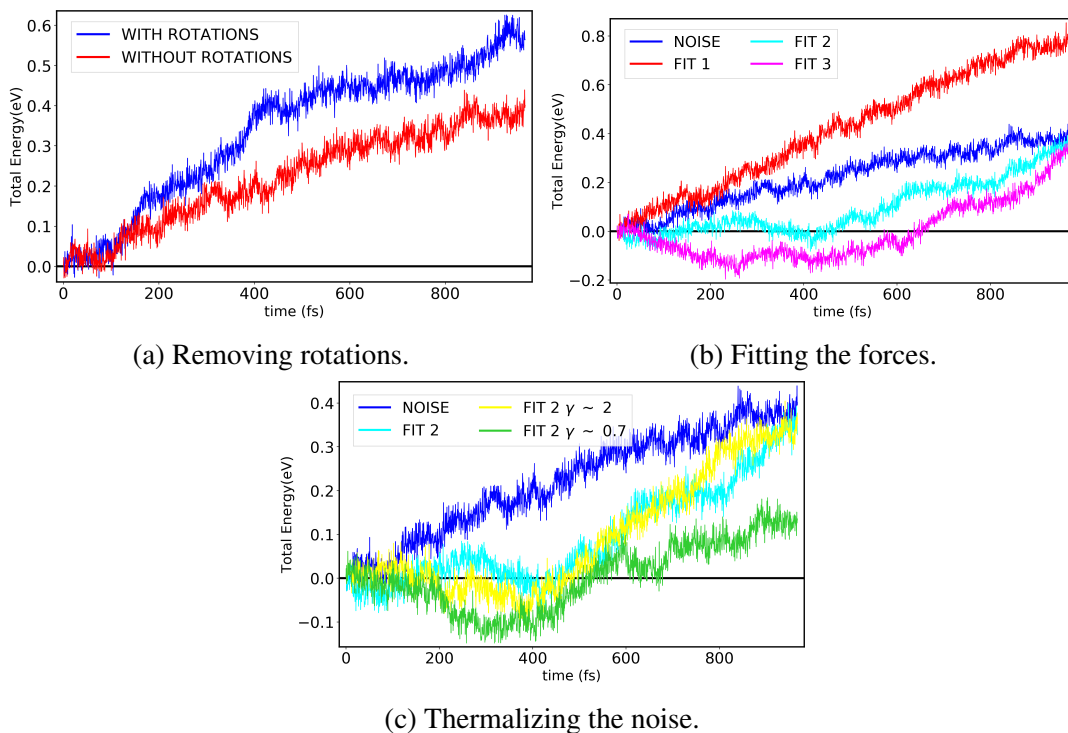 WITH ROTATIONS
WITHOUT ROTATIONS
Total Energy(eV)
0.6
0.5
0.4
0.3
0.2
0.1
0.0
0 200 400 600 800
time (fs)
(a) Removing rotations.
NOISE FIT 2
FIT 1 FIT 3
Total Energy(eV)
0.8
0.6
0.4
0.2
0.0
−0.2
0 200 400 600 800
time (fs)
(b) Fitting the forces.
NOISE FIT 2 γ ∼ 2
FIT 2 FIT 2 γ ∼ 0.7
Total Energy(eV)
0.4
0.3
0.2
0.1
0.0
−0.1
0 200 400 600 800
time (fs)
(c) Thermalizing the noise.